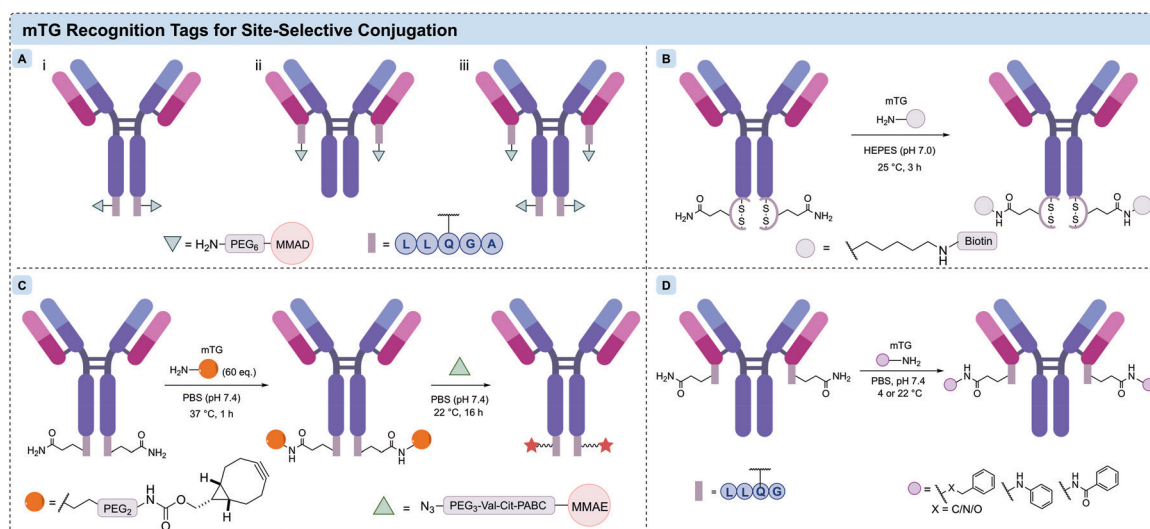 mTG Recognition Tags for Site-Selective Conjugation
A
i
ii
iii
H₂N
PEG₆
MMAD
L L Q G A
B
mTG
H₂N
HEPES (pH 7.0)
25 °C, 3 h
H₂N
O
S
S
S
S
O
NH₂
O
N
H
S
S
S
S
O
N
H
N
H
Biotin
C
mTG
H₂N
(60 eq.)
PBS (pH 7.4)
37 °C, 1 h
PBS (pH 7.4)
22 °C, 16 h
H₂N
O
O
NH₂
O
N
H
O
N
H
PEG₂
H
N
O
O
H
H
N₃
PEG₃-Val-Cit-PABC
MMAE
D
mTG
NH₂
PBS, pH 7.4
4 or 22 °C
H₂N
O
O
NH₂
H
N
O
O
H
N
L L Q G
X
X = C/N/O
H
N
H
N
O